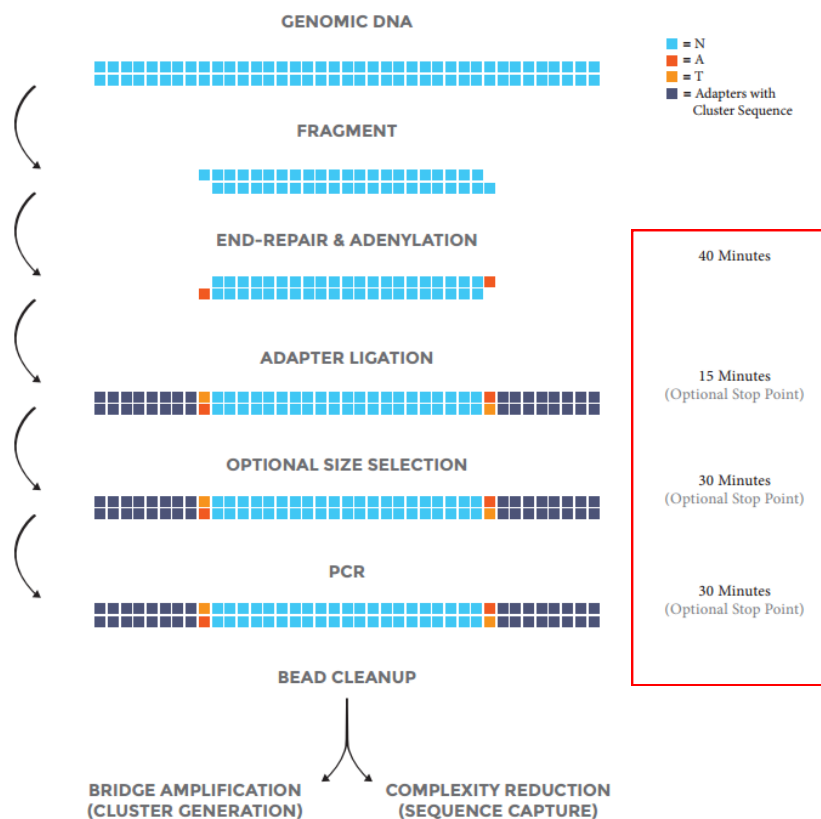 GENOMIC DNA
= N
= A
= T
= Adapters with
Cluster Sequence
FRAGMENT
END-REPAIR & ADENYLATION
40 Minutes
ADAPTER LIGATION
15 Minutes
(Optional Stop Point)
OPTIONAL SIZE SELECTION
30 Minutes
(Optional Stop Point)
PCR
30 Minutes
(Optional Stop Point)
BEAD CLEANUP
BRIDGE AMPLIFICATION
(CLUSTER GENERATION)
COMPLEXITY REDUCTION
(SEQUENCE CAPTURE)